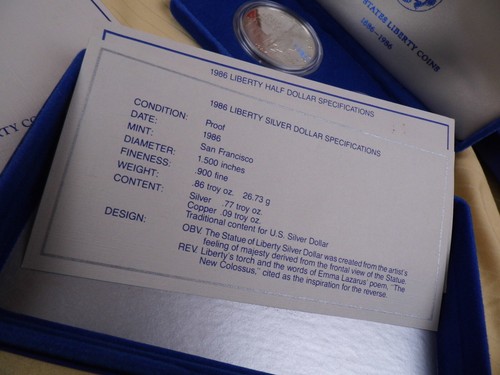 STATES LIBERTY COINS
1886-1986
Y COINS
1986 LIBERTY HALF DOLLAR SPECIFICATIONS
1986 LIBERTY SILVER DOLLAR SPECIFICATIONS
CONDITION: Proof
DATE: 1986
MINT: San Francisco
DIAMETER: 1.500 inches
FINENESS: .900 fine
WEIGHT: .86 troy oz. 26.73 g
CONTENT: Silver .77 troy oz.
Copper .09 troy oz.
Traditional content for U.S. Silver Dollar
DESIGN: OBV. The Statue of Liberty Silver Dollar was created from the artist's
feeling of majesty derived from the frontal view of the Statue.
REV. Liberty's torch and the words of Emma Lazarus' poem, "The
New Colossus," cited as the inspiration for the reverse.